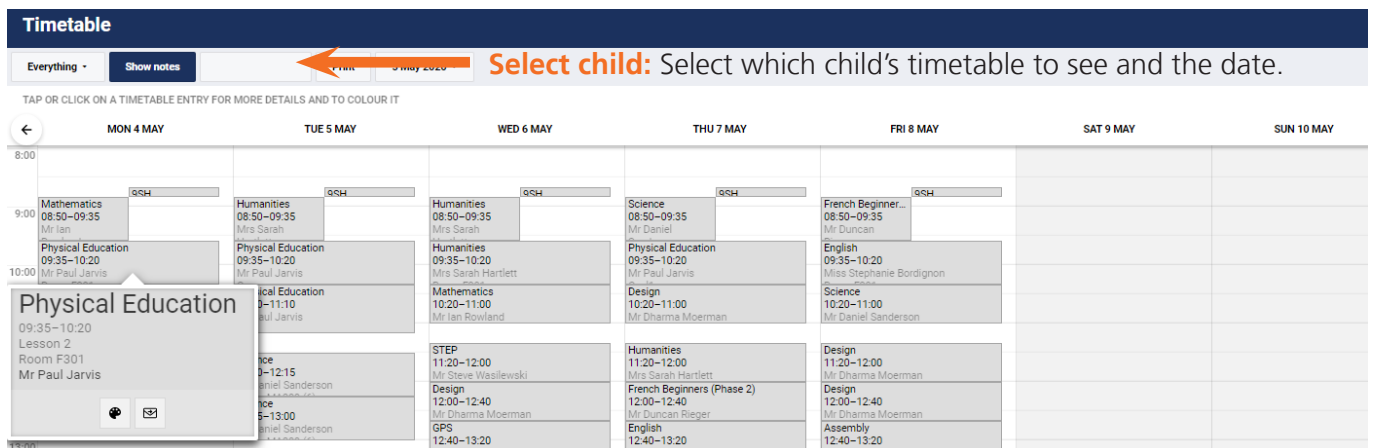 Timetable
Everything
Show notes
Select child: Select which child's timetable to see and the date.
TAP OR CLICK ON A TIMETABLE ENTRY FOR MORE DETAILS AND TO COLOUR IT
MON 4 MAY TUE 5 MAY WED 6 MAY THU 7 MAY FRI 8 MAY SAT 9 MAY SUN 10 MAY
8:00
9SH 9SH 9SH 9SH 9SH
Mathematics Humanities Humanities Science French Beginner...
9:00 08:50–09:35 08:50–09:35 08:50–09:35 08:50–09:35 08:50–09:35
Mr Ian Mrs Sarah Mrs Sarah Mr Daniel Mr Duncan
Physical Education Physical Education Humanities Physical Education English
09:35–10:20 09:35–10:20 09:35–10:20 09:35–10:20 09:35–10:20
10:00 Mr Paul Jarvis Mr Paul Jarvis Mrs Sarah Hartlett Mr Paul Jarvis Miss Stephanie Bordignon
Physical Education
09:35–10:20
Lesson 2
Room F301
Mr Paul Jarvis
Mathematics Design Science
10:20–11:00 10:20–11:00 10:20–11:00
Mr Ian Rowland Mr Dharma Moerman Mr Daniel Sanderson
STEP Humanities Design
11:20–12:00 11:20–12:00 11:20–12:00
Mr Steve Wasilewski Mrs Sarah Hartlett Mr Dharma Moerman
Design French Beginners (Phase 2) Design
12:00–12:40 12:00–12:40 12:00–12:40
Mr Dharma Moerman Mr Duncan Rieger Mr Dharma Moerman
GPS English Assembly
12:40–13:20 12:40–13:20 12:40–13:20
13:00